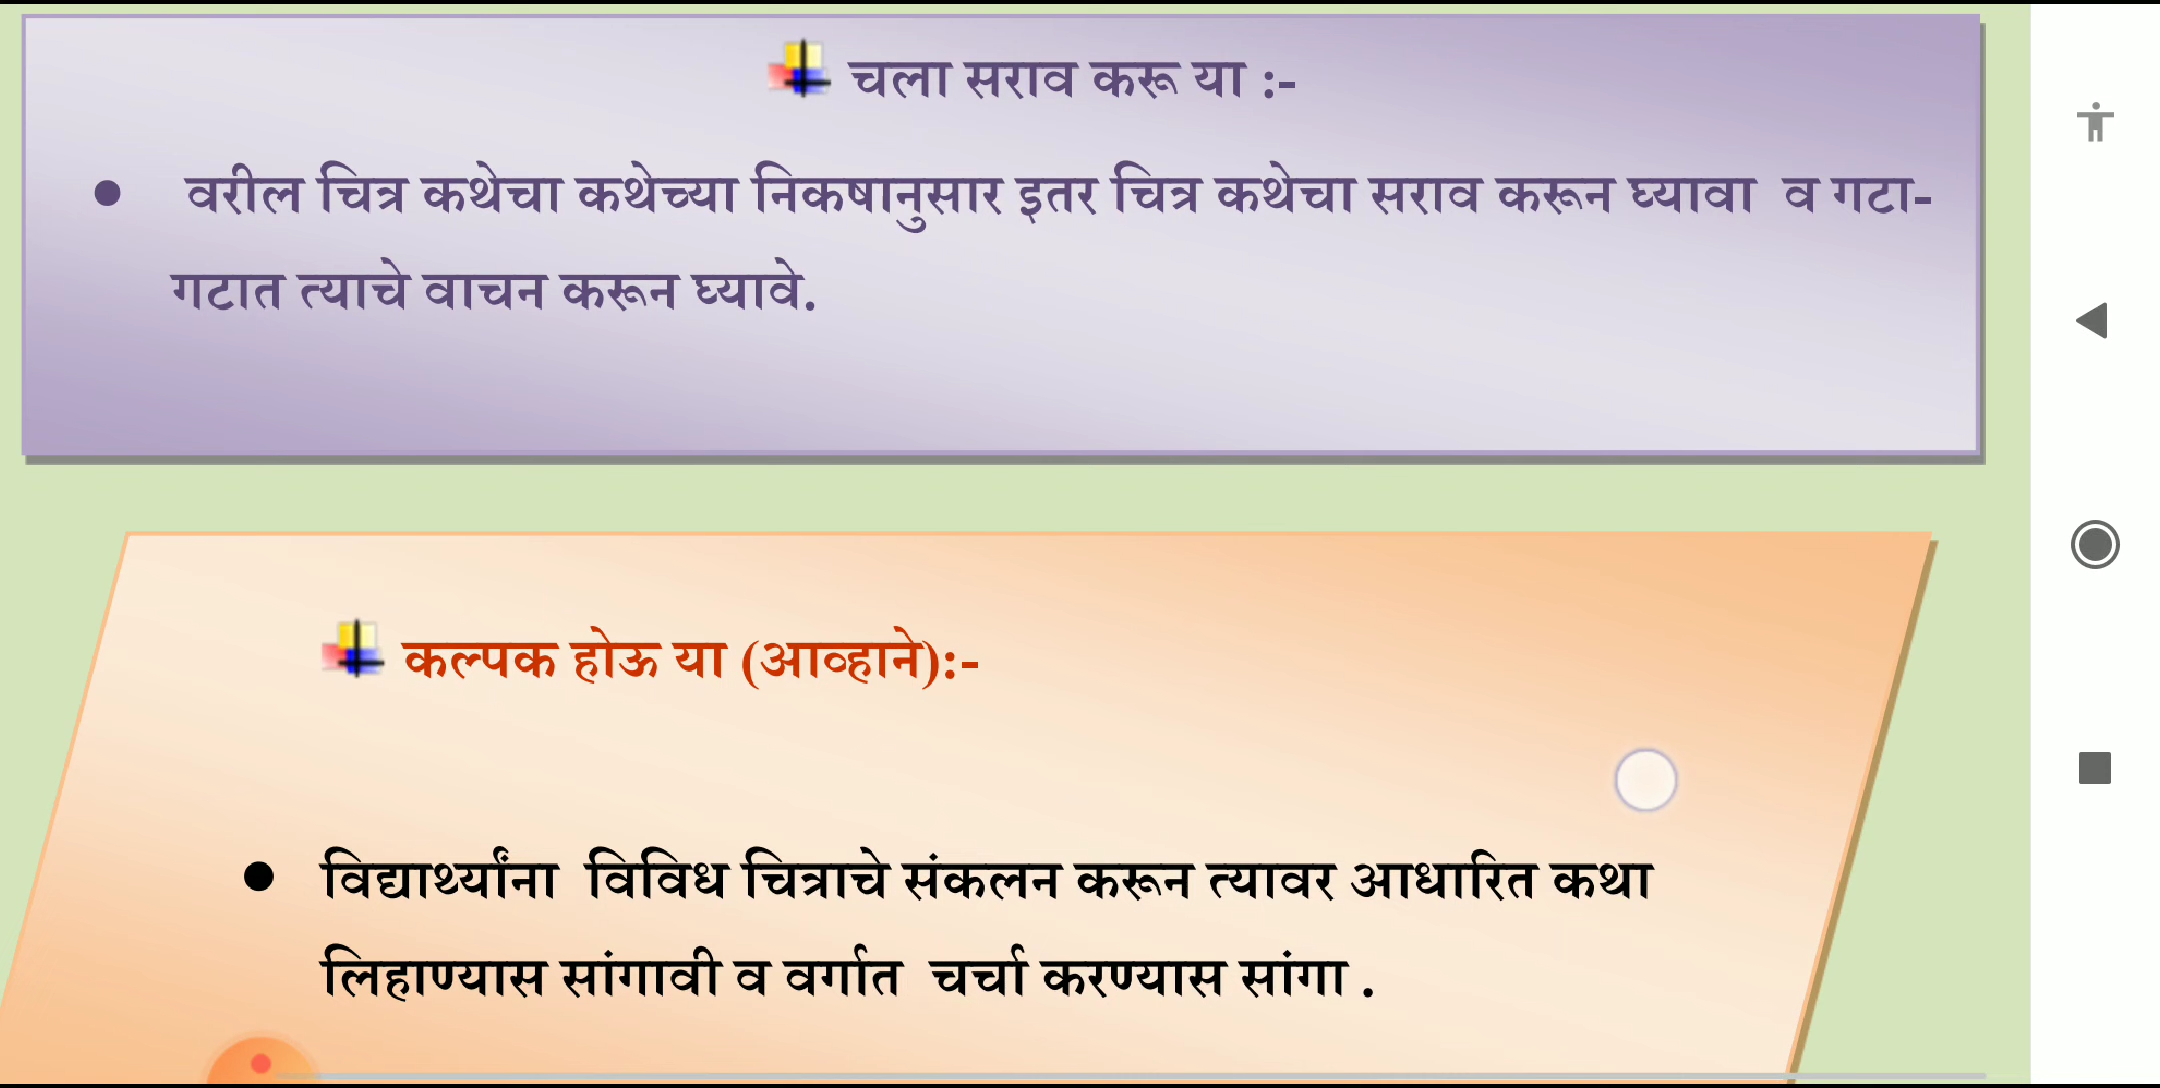 चला सराव करू या :-
• वरील चित्र कथेचा कथेच्या निकषानुसार इतर चित्र कथेचा सराव करून घ्यावा व गटा-
गटात त्याचे वाचन करून घ्यावे.
कल्पक होऊ या (आव्हाने):-
• विद्यार्थ्यांना विविध चित्राचे संकलन करून त्यावर आधारित कथा
लिहाण्यास सांगावी व वर्गात चर्चा करण्यास सांगा .